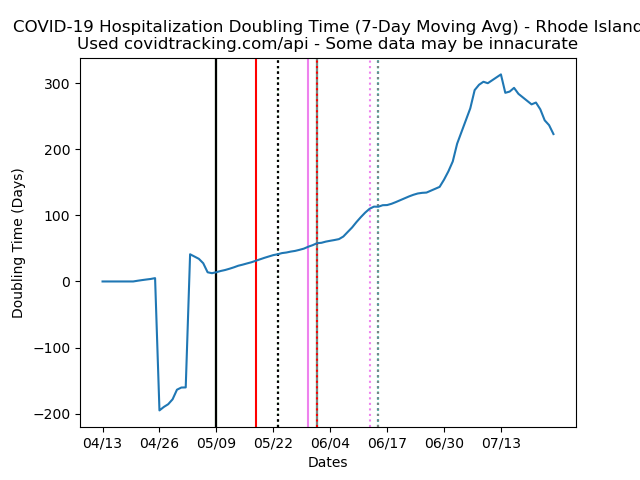 COVID-19 Hospitalization Doubling Time (7-Day Moving Avg) - Rhode Island
Used covidtracking.com/api - Some data may be innacurate
300
200
100
0
−100
−200
Doubling Time (Days)
04/13 04/26 05/09 05/22 06/04 06/17 06/30 07/13
Dates